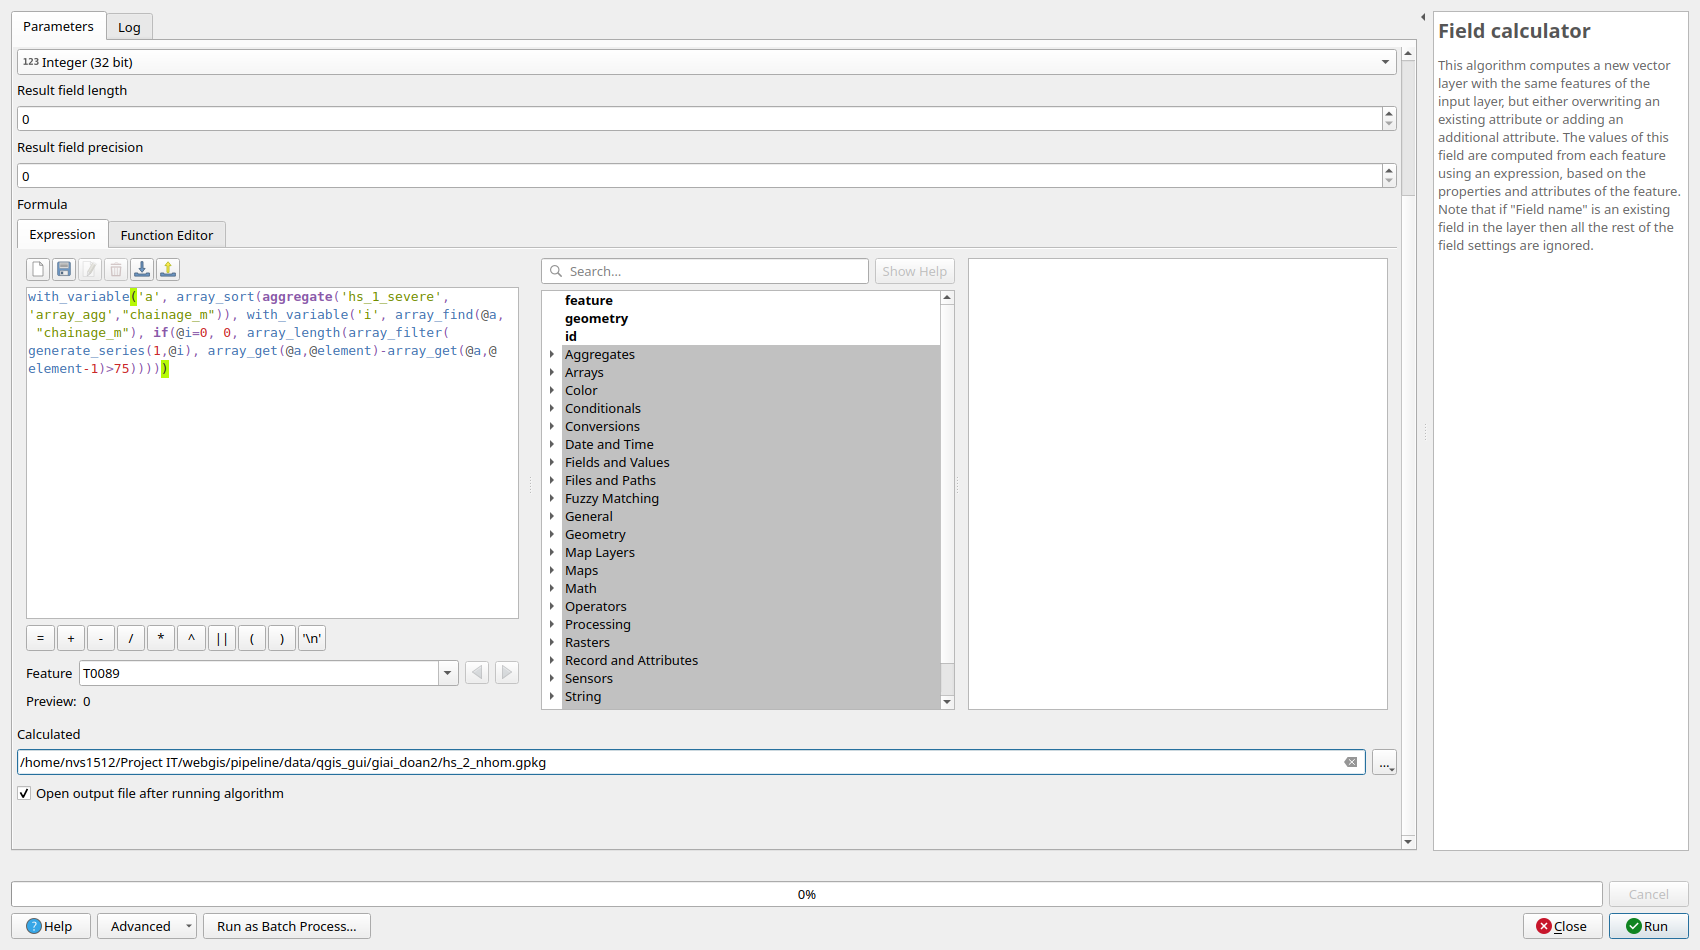 Parameters
Log
123 Integer (32 bit)
Result field length
0
Result field precision
0
Formula
Expression
Function Editor
with_variable('a', array_sort(aggregate('hs_1_severe',
'array_agg',"chainage_m")), with_variable('i', array_find(@a,
"chainage_m"), if(@i=0, 0, array_length(array_filter(
generate_series(1,@i), array_get(@a,@element)-array_get(@a,@
element-1)>75)))))
=
+
-
/
*
^
||
(
)
'\n'
Feature
T0089
Preview: 0
Search...
Show Help
feature
geometry
id
Aggregates
Arrays
Color
Conditionals
Conversions
Date and Time
Fields and Values
Files and Paths
Fuzzy Matching
General
Geometry
Map Layers
Maps
Math
Operators
Processing
Rasters
Record and Attributes
Sensors
String
Calculated
/home/nvs1512/Project IT/webgis/pipeline/data/qgis_gui/giai_doan2/hs_2_nhom.gpkg
...
Open output file after running algorithm
Field calculator
This algorithm computes a new vector
layer with the same features of the
input layer, but either overwriting an
existing attribute or adding an
additional attribute. The values of this
field are computed from each feature
using an expression, based on the
properties and attributes of the feature.
Note that if "Field name" is an existing
field in the layer then all the rest of the
field settings are ignored.
0%
Cancel
Help
Advanced
Run as Batch Process...
Close
Run